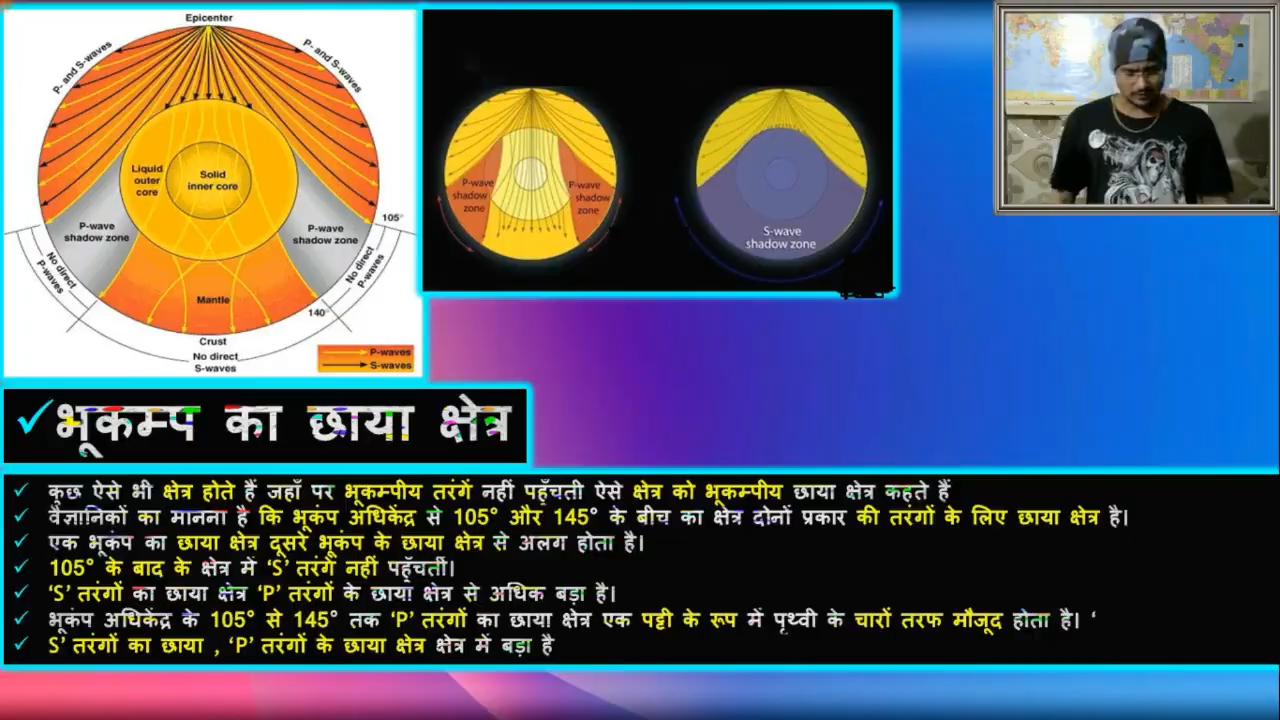 Epicenter
P- and S-waves
P- and S-waves
Liquid
outer
core
Solid
inner core
P-wave
shadow zone
P-wave
shadow zone
105°
No direct
P-waves
No direct
P-waves
Mantle
140°
Crust
No direct
S-waves
P-waves
S-waves
P-wave
shadow
zone
P-wave
shadow
zone
S-wave
shadow zone
✓भूकम्प का छाया क्षेत्र
✓ कुछ ऐसे भी क्षेत्र होते हैं जहाँ पर भूकम्पीय तरंगें नहीं पहुँचती ऐसे क्षेत्र को भूकम्पीय छाया क्षेत्र कहते हैं
✓ वैज्ञानिकों का मानना है कि भूकंप अधिकेंद्र से 105° और 145° के बीच का क्षेत्र दोनों प्रकार की तरंगों के लिए छाया क्षेत्र है।
✓ एक भूकंप का छाया क्षेत्र दूसरे भूकंप के छाया क्षेत्र से अलग होता है।
✓ 105° के बाद के क्षेत्र में ‘S’ तरंगें नहीं पहुँचतीं।
✓ ‘S’ तरंगों का छाया क्षेत्र ‘P’ तरंगों के छाया क्षेत्र से अधिक बड़ा है।
✓ भूकंप अधिकेंद्र के 105° से 145° तक ‘P’ तरंगों का छाया क्षेत्र एक पट्टी के रूप में पृथ्वी के चारों तरफ मौजूद होता है। ‘
✓ S’ तरंगों का छाया , ‘P’ तरंगों के छाया क्षेत्र क्षेत्र में बड़ा है